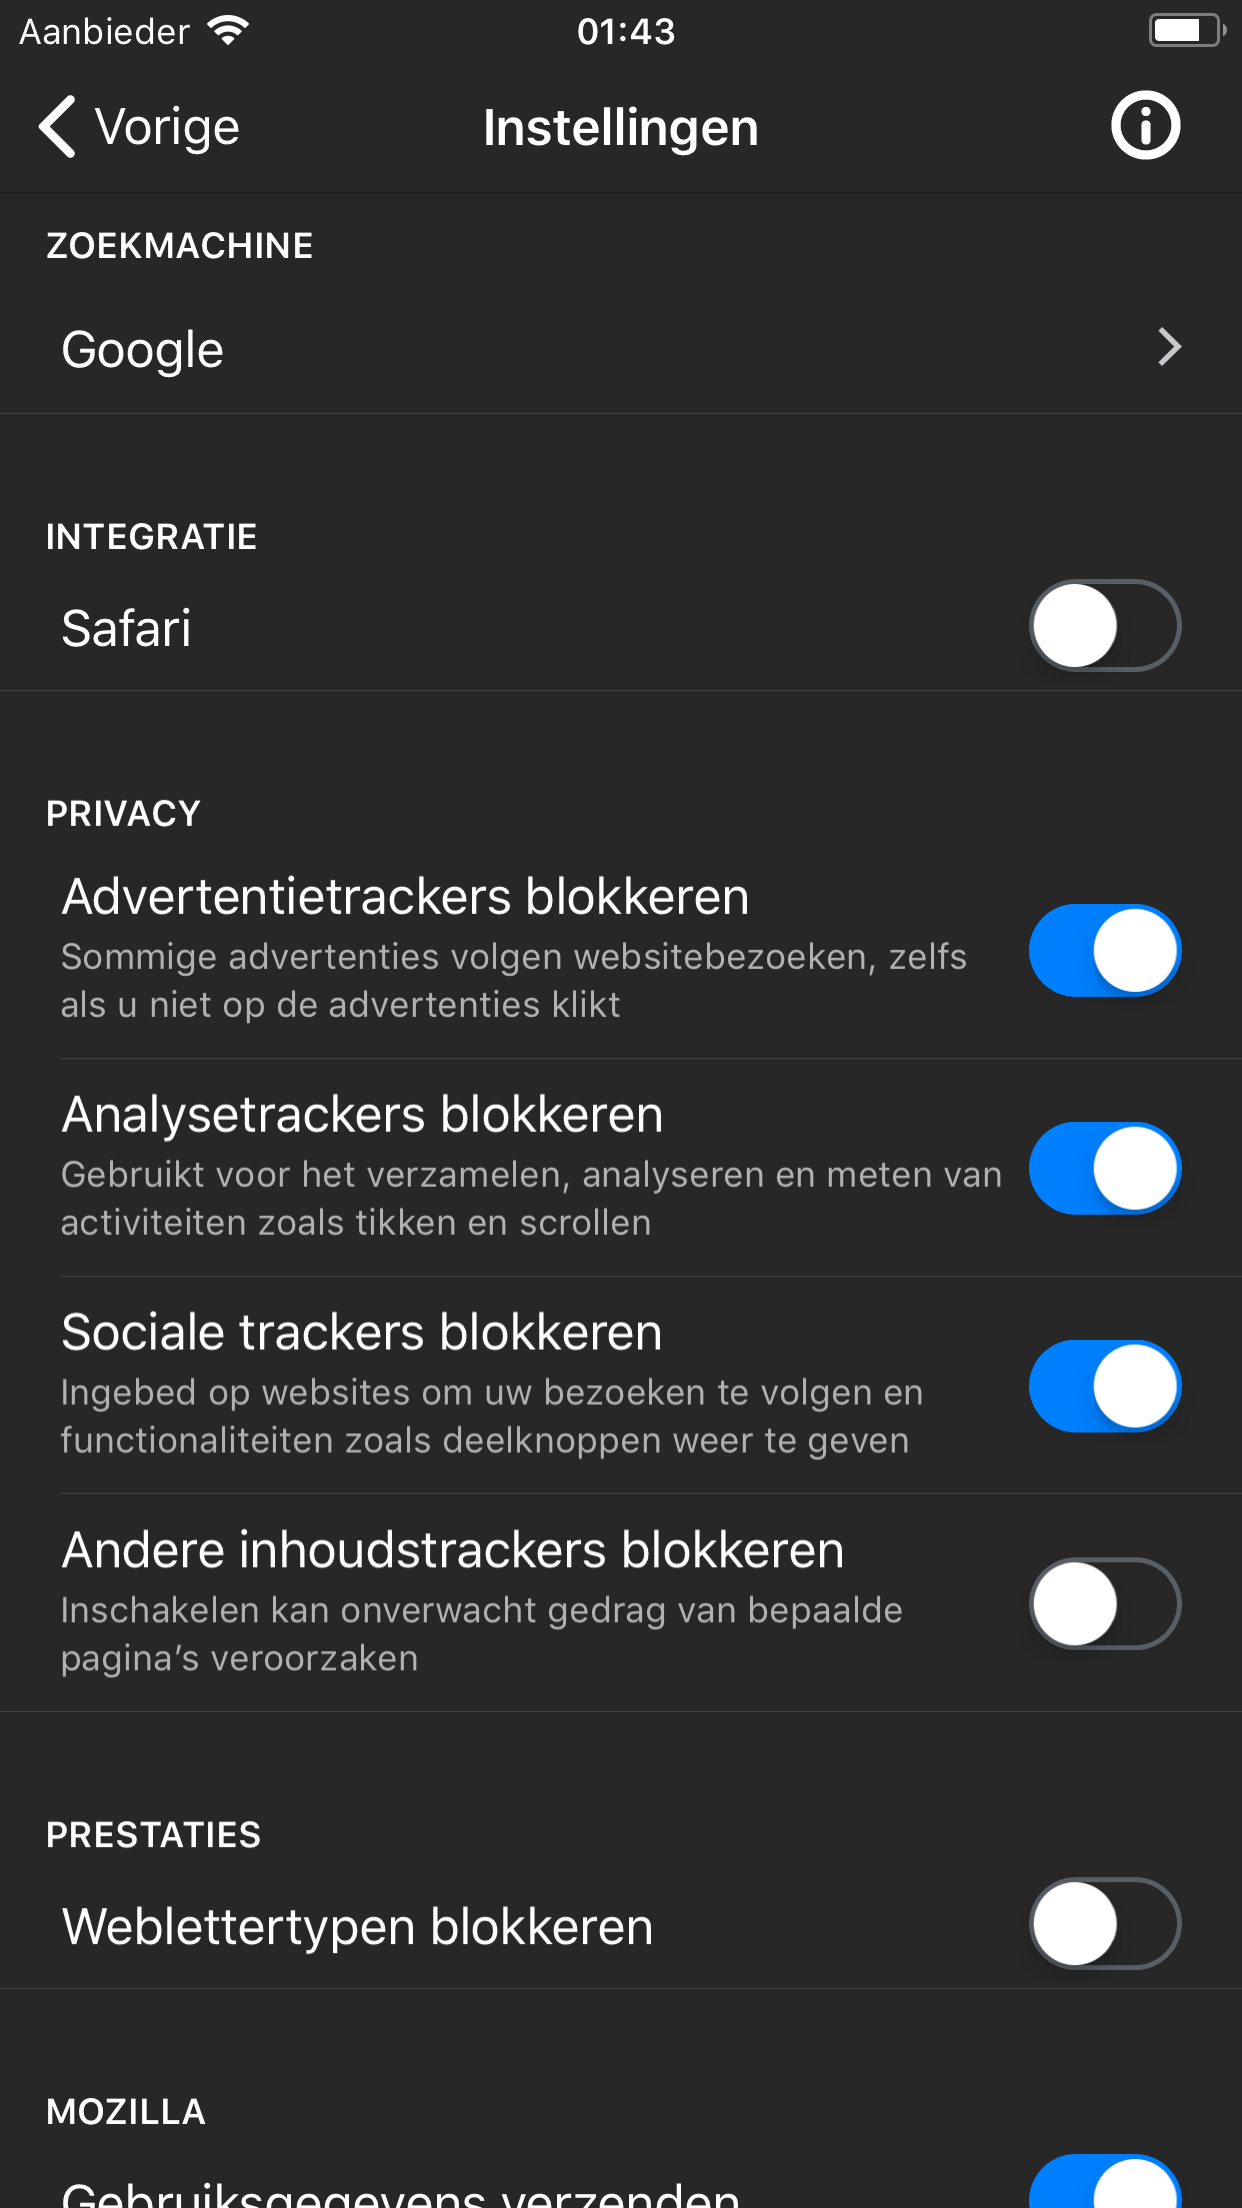 Aanbieder 01:43
Vorige Instellingen
ZOEKMACHINE
Google
INTEGRATIE
Safari
PRIVACY
Advertentietrackers blokkeren
Sommige advertenties volgen websitebezoeken, zelfs
als u niet op de advertenties klikt
Analysetrackers blokkeren
Gebruikt voor het verzamelen, analyseren en meten van
activiteiten zoals tikken en scrollen
Sociale trackers blokkeren
Ingebed op websites om uw bezoeken te volgen en
functionaliteiten zoals deelknoppen weer te geven
Andere inhoudstrackers blokkeren
Inschakelen kan onverwacht gedrag van bepaalde
pagina’s veroorzaken
PRESTATIES
Weblettertypen blokkeren
MOZILLA
Gebruiksgegevens verzenden